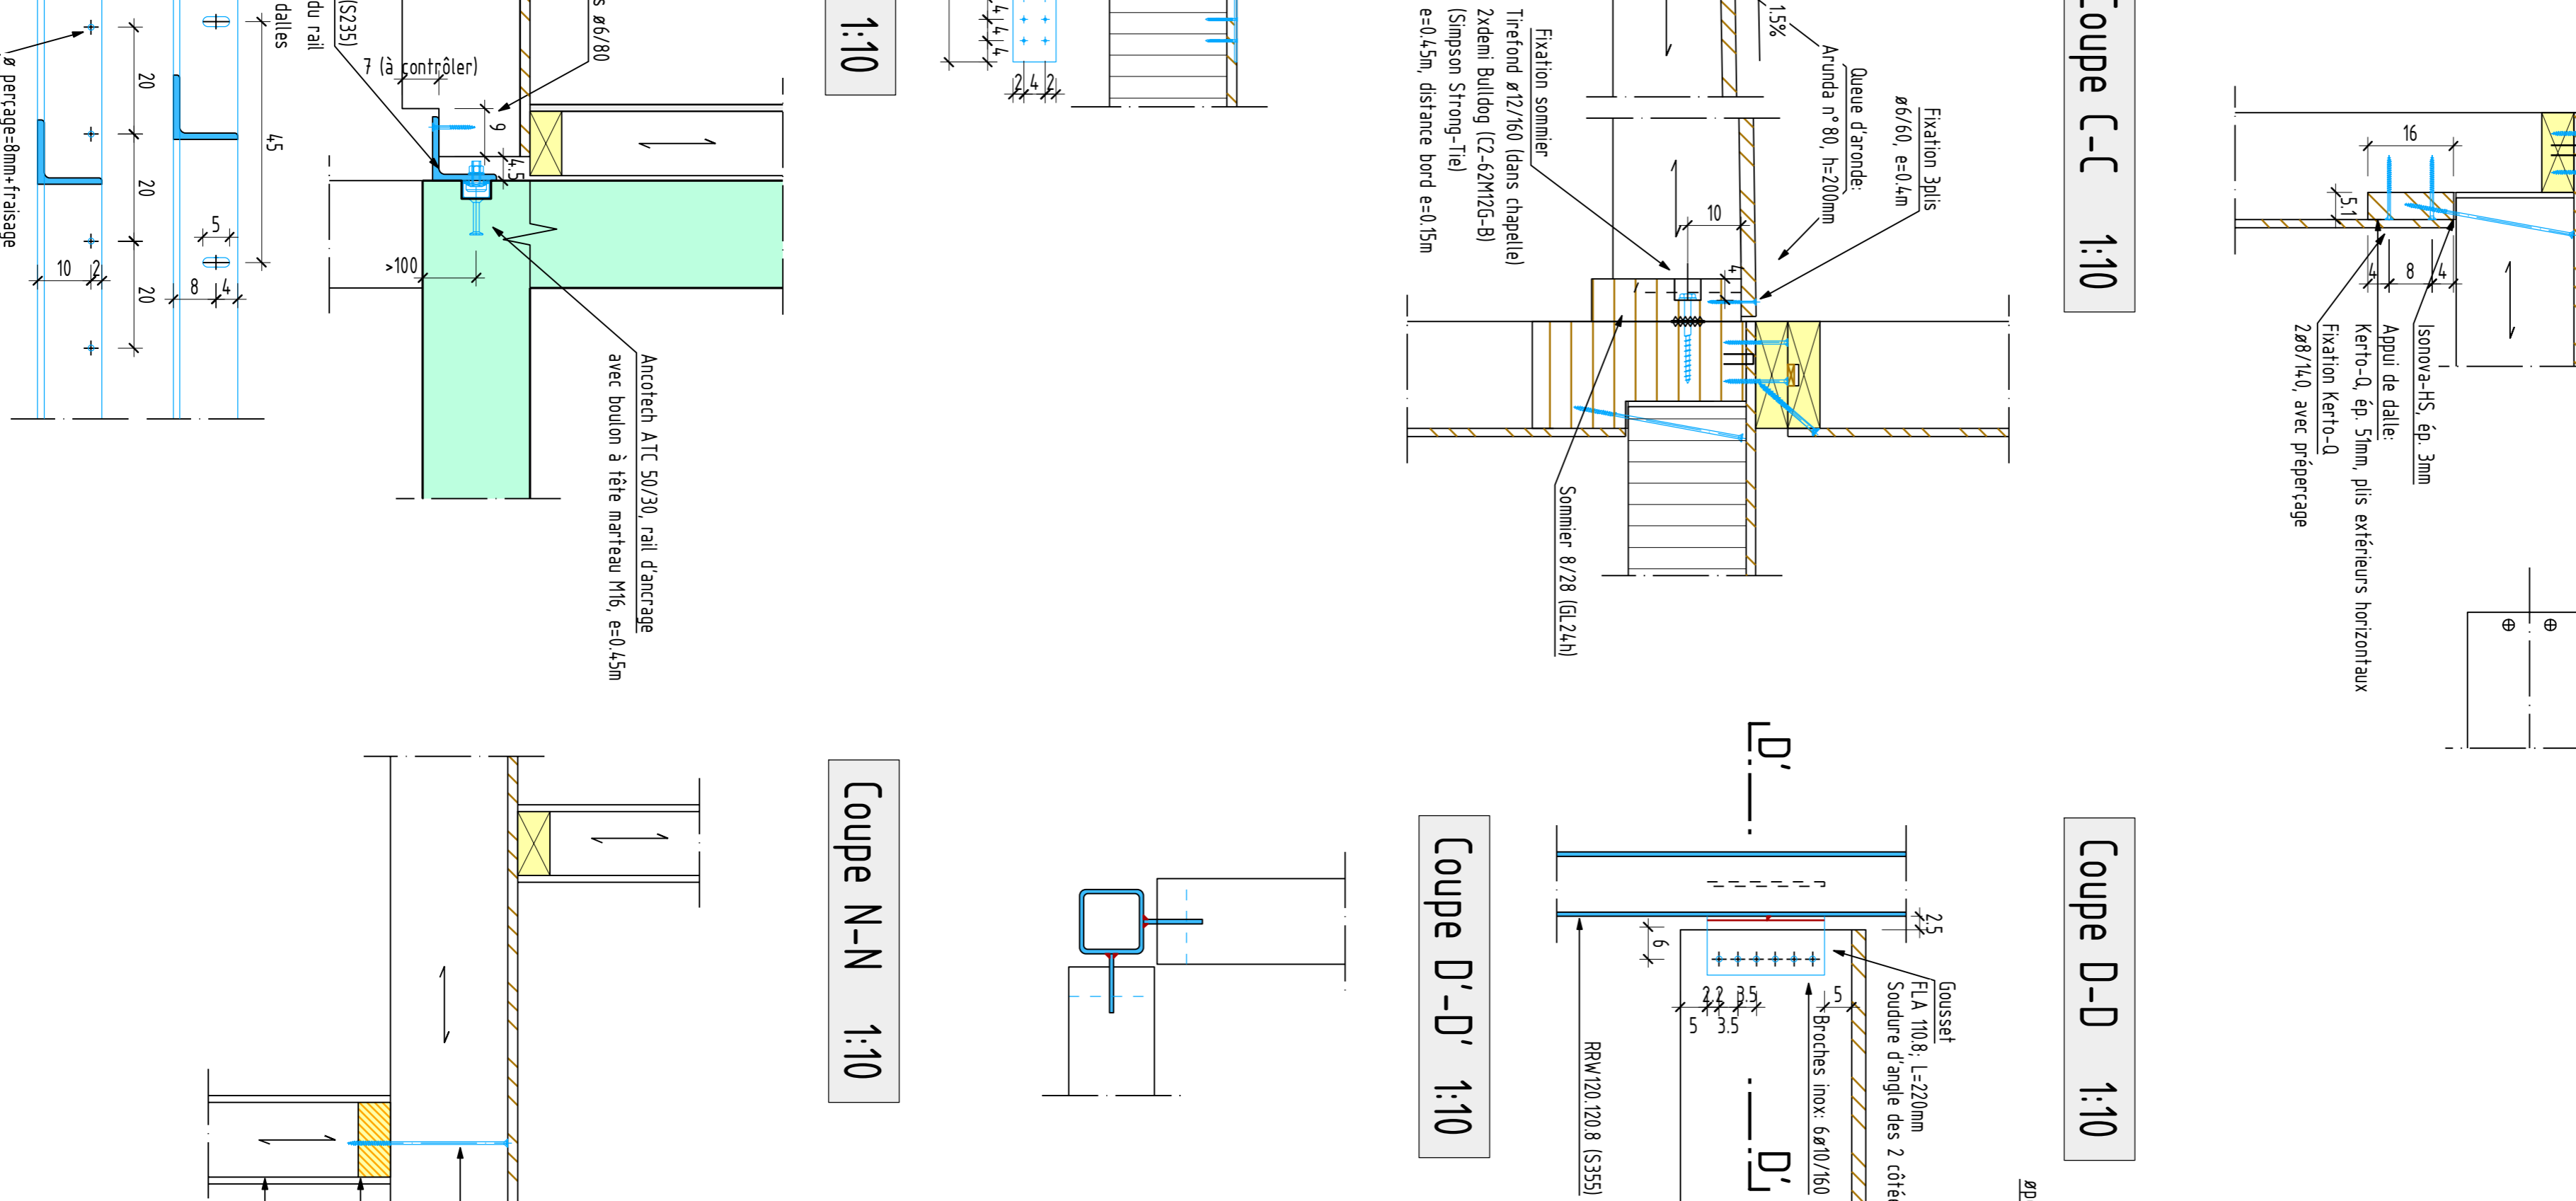 Coupe C-C 1:10
16
5.1
4
8
4
Isonova-HS, ép. 3mm
Appui de dalle:
Kerto-Q, ép. 51mm, plis extérieurs horizontaux
Fixation Kerto-Q
2ø8/140, avec préperçage
1.5%
Fixation 3plis
ø6/60, e=0.4m
Queue d'aronde:
Arunda n°80, h=200mm
10
4
Fixation sommier
Tirefond ø12/160 (dans chapelle)
2xdemi Bulldog (C2-62M12G-B)
(Simpson Strong-Tie)
e=0.45m, distance bord e=0.15m
Sommier 8/28 (GL24h)
Coupe D-D 1:10
D'
D'
2.5
6
2.2
3.5
5
5
3.5
Gousset
FLA 110.8; L=220mm
Soudure d'angle des 2 côtée
Broches inox: 6ø10/160
RRW120.120.8 (S355)
Coupe D'-D' 1:10
1:10
4
4
4
2
4
2
s ø6/80
7 (à contrôler)
9
4.5
>100
(S235)
du rail
dalles
Ancotech ATC 50/30, rail d'ancrage
avec boulon à tête marteau M16, e=0.45m
45
5
8
4
20
20
20
10
2
ø perçage=8mm+fraisage
Coupe N-N 1:10